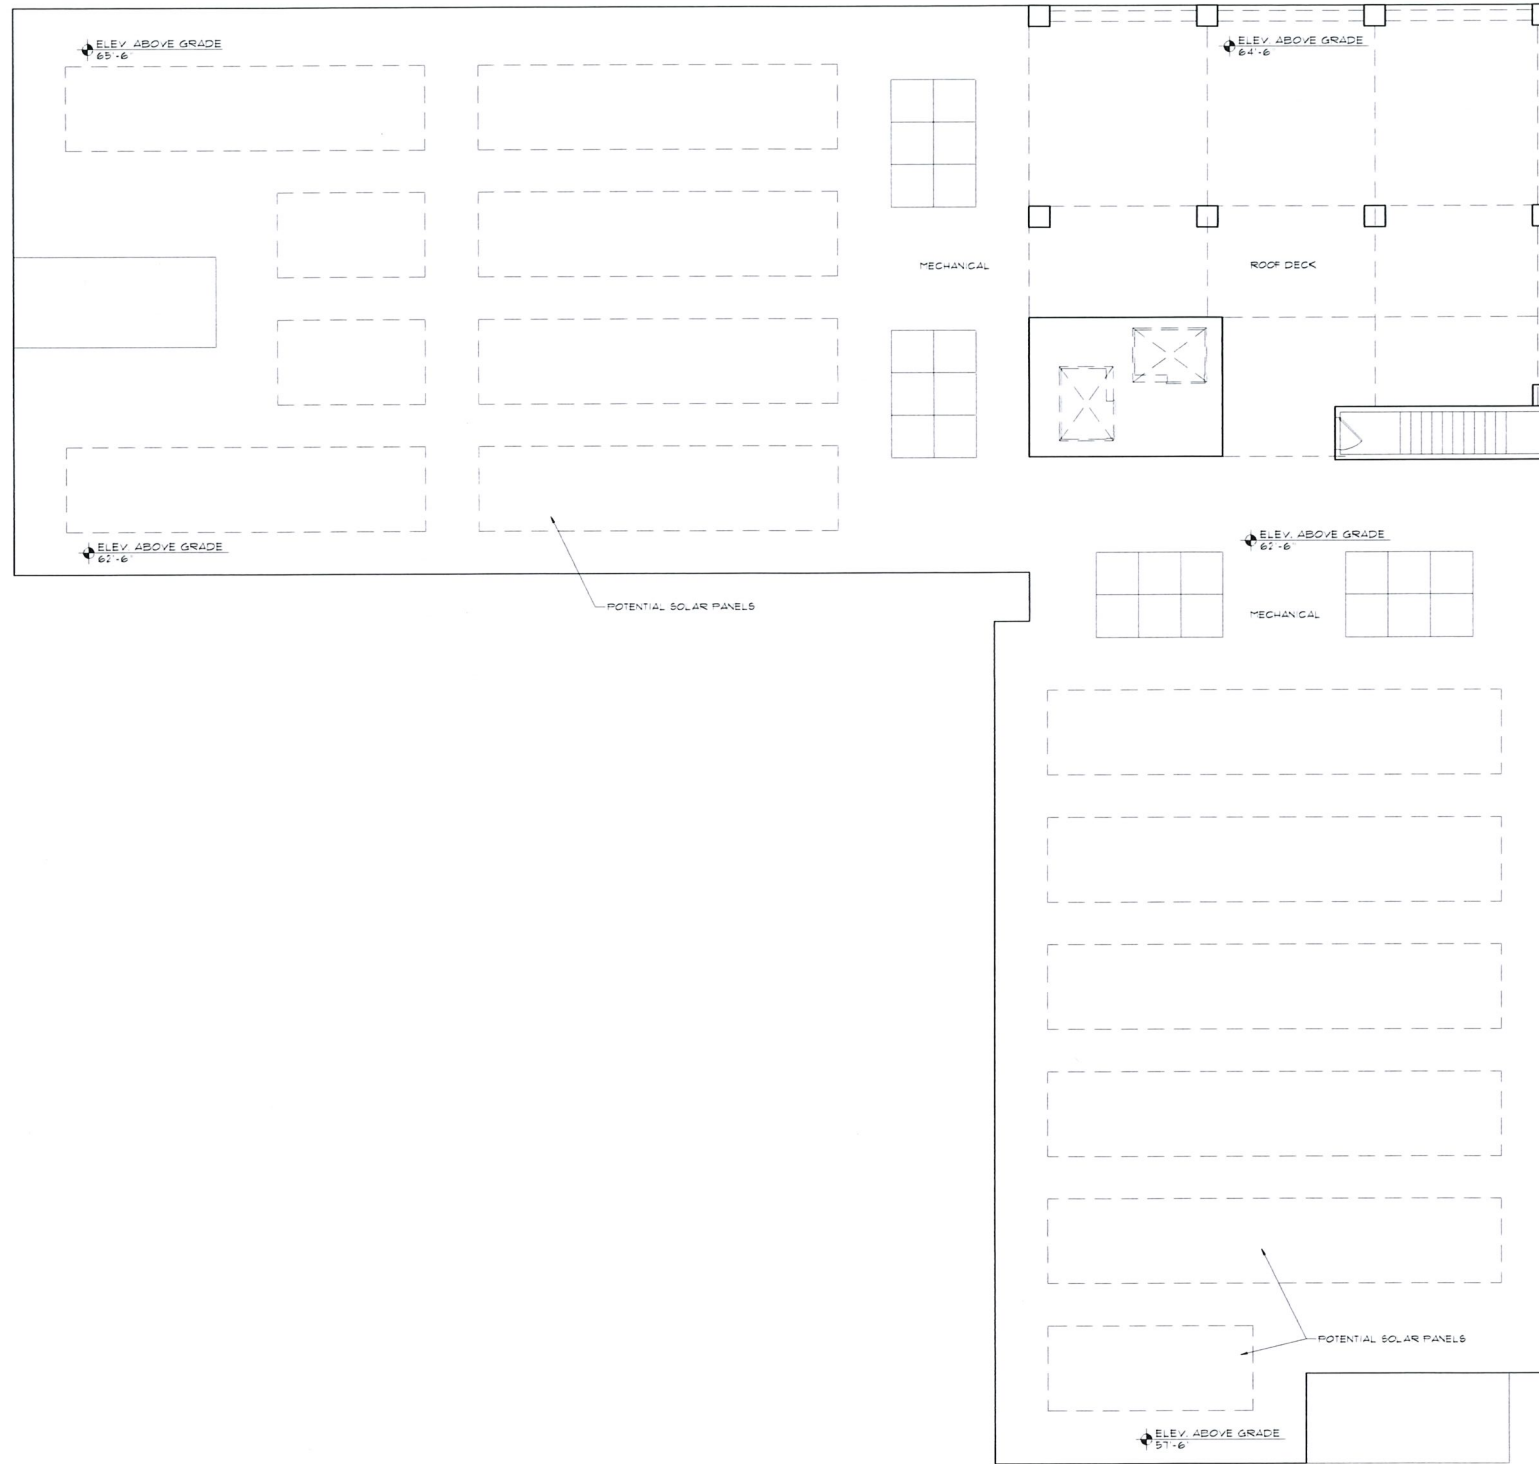 ELEV. ABOVE GRADE
65'-6"
ELEV. ABOVE GRADE
64'-6"
MECHANICAL
ROOF DECK
ELEV. ABOVE GRADE
62'-6"
ELEV. ABOVE GRADE
62'-6"
POTENTIAL SOLAR PANELS
MECHANICAL
POTENTIAL SOLAR PANELS
ELEV. ABOVE GRADE
57'-6"